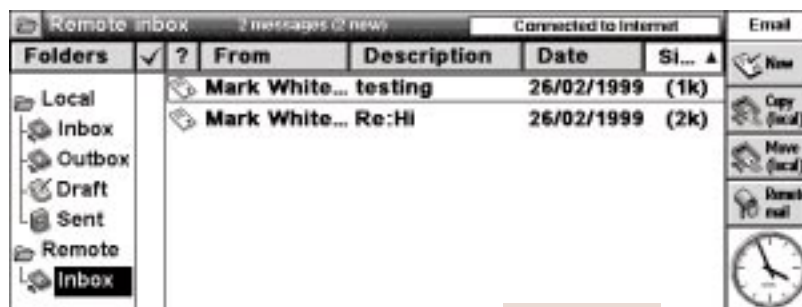 Remote inbox 2 messages (2 new) Connected to Internet Email
Folders ? From Description Date Si...
Local
Inbox
Outbox
Draft
Sent
Remote
Inbox
Mark White... testing 26/02/1999 (1k)
Mark White... Re:Hi 26/02/1999 (2k)
New
Copy
(local)
Move
(local)
Remote
mail